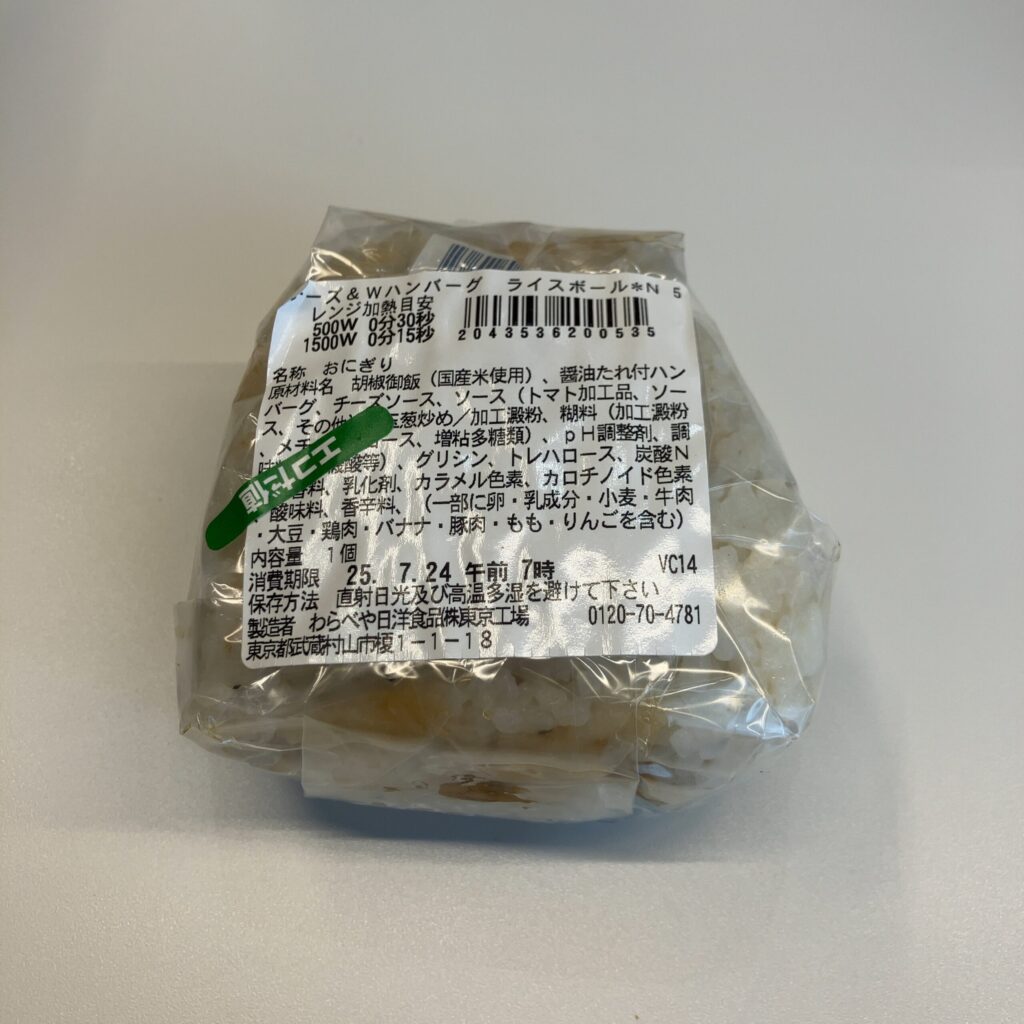 ーズ&Wハンバーグ ライスボール*N 5
レンジ加熱目安
500W 0分30秒
1500W 0分15秒
2043536200535
名称 おにぎり
原材料名 胡椒御飯(国産米使用)、醤油たれ付ハン
バーグ、チーズソース、ソース(トマト加工品、ソー
ス、その他)、玉葱炒め/加工澱粉、糊料(加工澱粉
、メチ ース、増粘多糖類)、pH調整剤、調
味料 酸等)、グリシン、トレハロース、炭酸N
香料、乳化剤、カラメル色素、カロチノイド色素
、酸味料、香辛料、(一部に卵・乳成分・小麦・牛肉
・大豆・鶏肉・バナナ・豚肉・もも・りんごを含む)
エコだ値
内容量 1個
消費期限 25. 7.24 午前 7時 VC14
保存方法 直射日光及び高温多湿を避けて下さい
製造者 わらべや日洋食品㈱東京工場 0120-70-4781
東京都武蔵村山市榎1-1-18